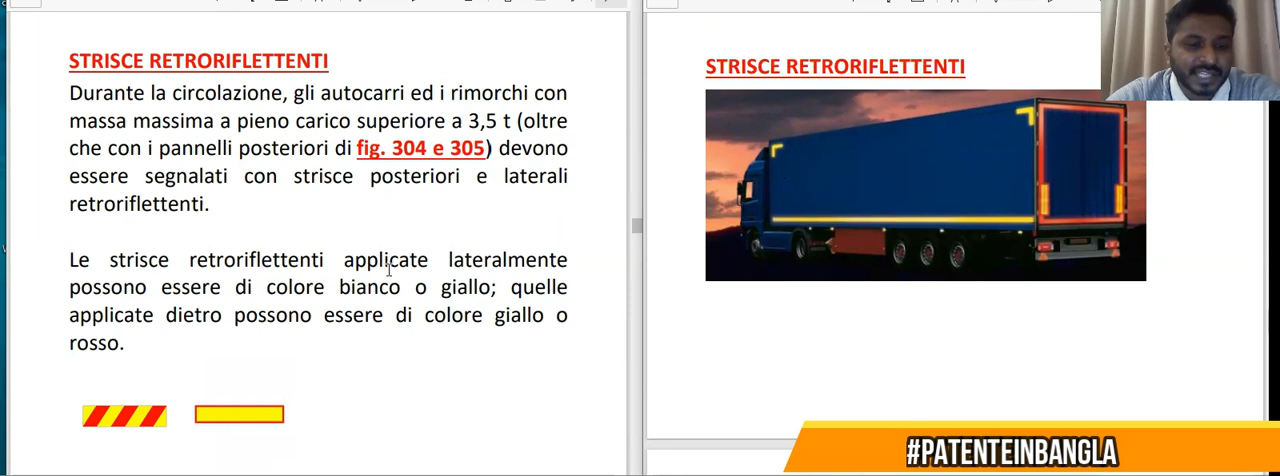 STRISCE RETRORIFLETTENTI
Durante la circolazione, gli autocarri ed i rimorchi con
massa massima a pieno carico superiore a 3,5 t (oltre
che con i pannelli posteriori di fig. 304 e 305) devono
essere segnalati con strisce posteriori e laterali
retroriflettenti.
Le strisce retroriflettenti applicate lateralmente
possono essere di colore bianco o giallo; quelle
applicate dietro possono essere di colore giallo o
rosso.
STRISCE RETRORIFLETTENTI
#PATENTEINBANGLA